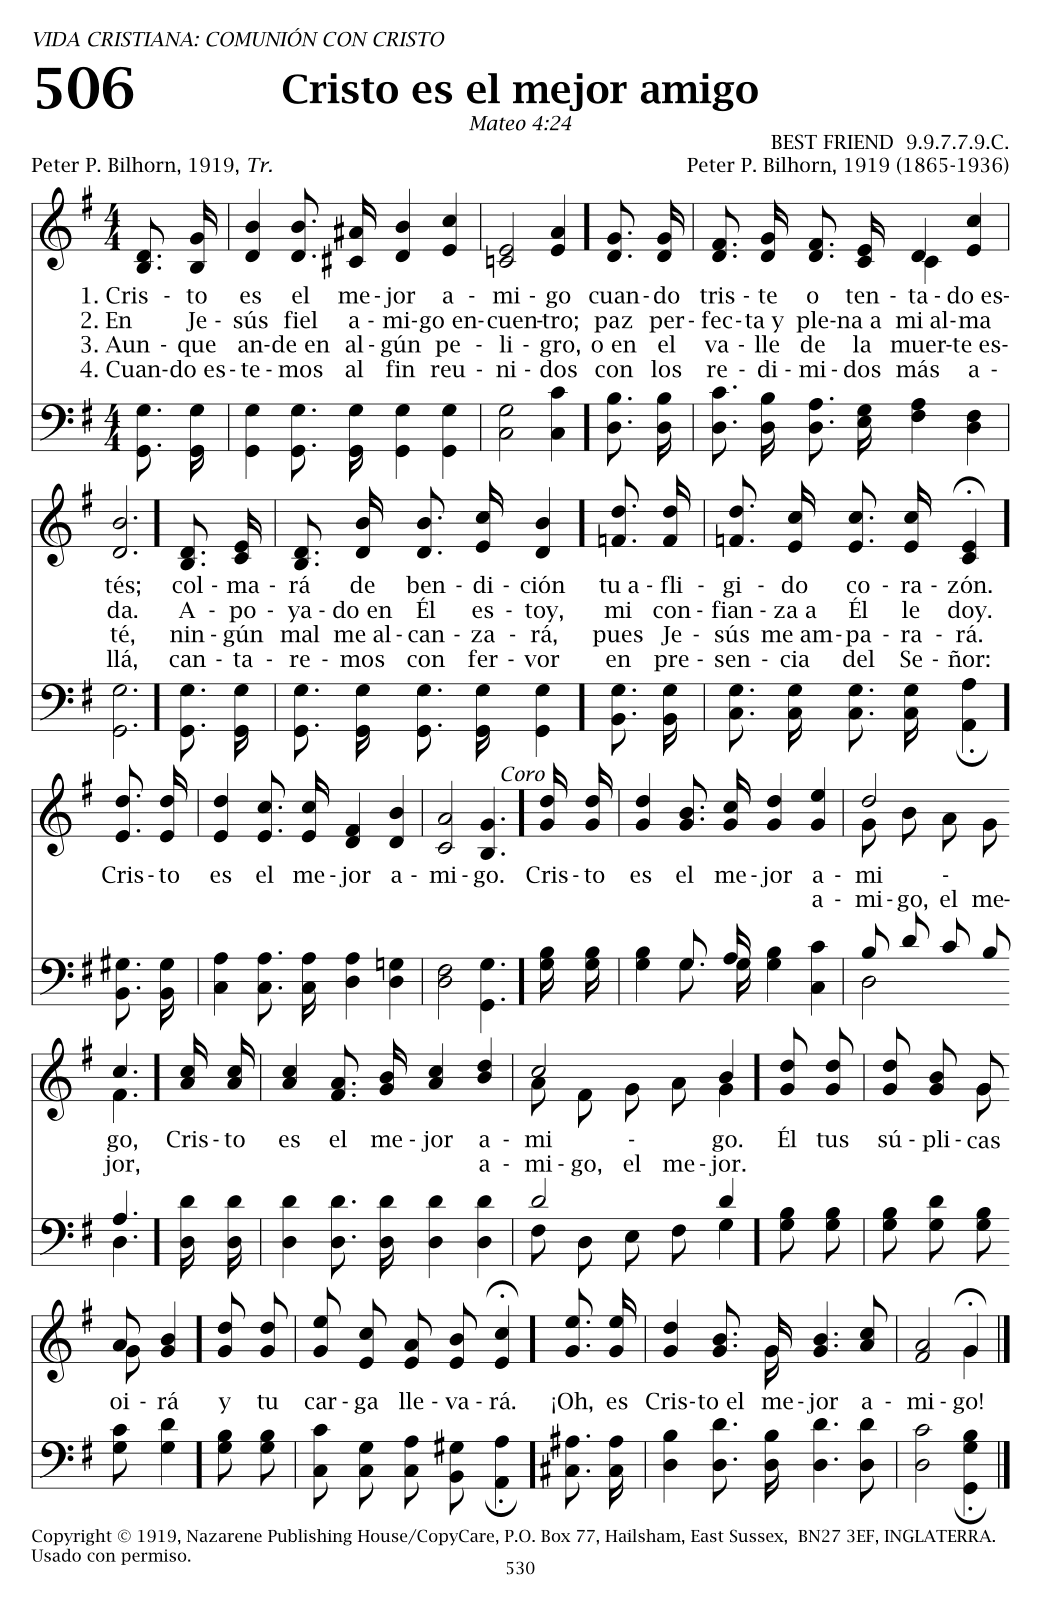 VIDA CRISTIANA: COMUNIÓN CON CRISTO
506 Cristo es el mejor amigo
Mateo 4:24
BEST FRIEND 9.9.7.7.9.C.
Peter P. Bilhorn, 1919, Tr. Peter P. Bilhorn, 1919 (1865-1936)
1. Cris - to es el me - jor a - mi - go cuan - do tris - te o ten - ta - do es-
2. En Je - sús fiel a - mi - go en - cuen - tro; paz per - fec - ta y ple - na a mi al - ma
3. Aun - que an - de en al - gún pe - li - gro, o en el va - lle de la muer - te es-
4. Cuan - do es - te - mos al fin reu - ni - dos con los re - di - mi - dos más a -
tés; col - ma - rá de ben - di - ción tu a - fli - gi - do co - ra - zón.
da. A - po - ya - do en Él es - toy, mi con - fian - za a Él le doy.
té, nin - gún mal me al - can - za - rá, pues Je - sús me am - pa - ra - rá.
llá, can - ta - re - mos con fer - vor en pre - sen - cia del Se - ñor:
Coro
Cris - to es el me - jor a - mi - go. Cris - to es el me - jor a - mi -
a - mi - go, el me-
go, Cris - to es el me - jor a - mi - go. Él tus sú - pli - cas
jor, a - mi - go, el me - jor.
oi - rá y tu car - ga lle - va - rá. ¡Oh, es Cris - to el me - jor a - mi - go!
Copyright © 1919, Nazarene Publishing House/CopyCare, P.O. Box 77, Hailsham, East Sussex, BN27 3EF, INGLATERRA.
Usado con permiso.
530